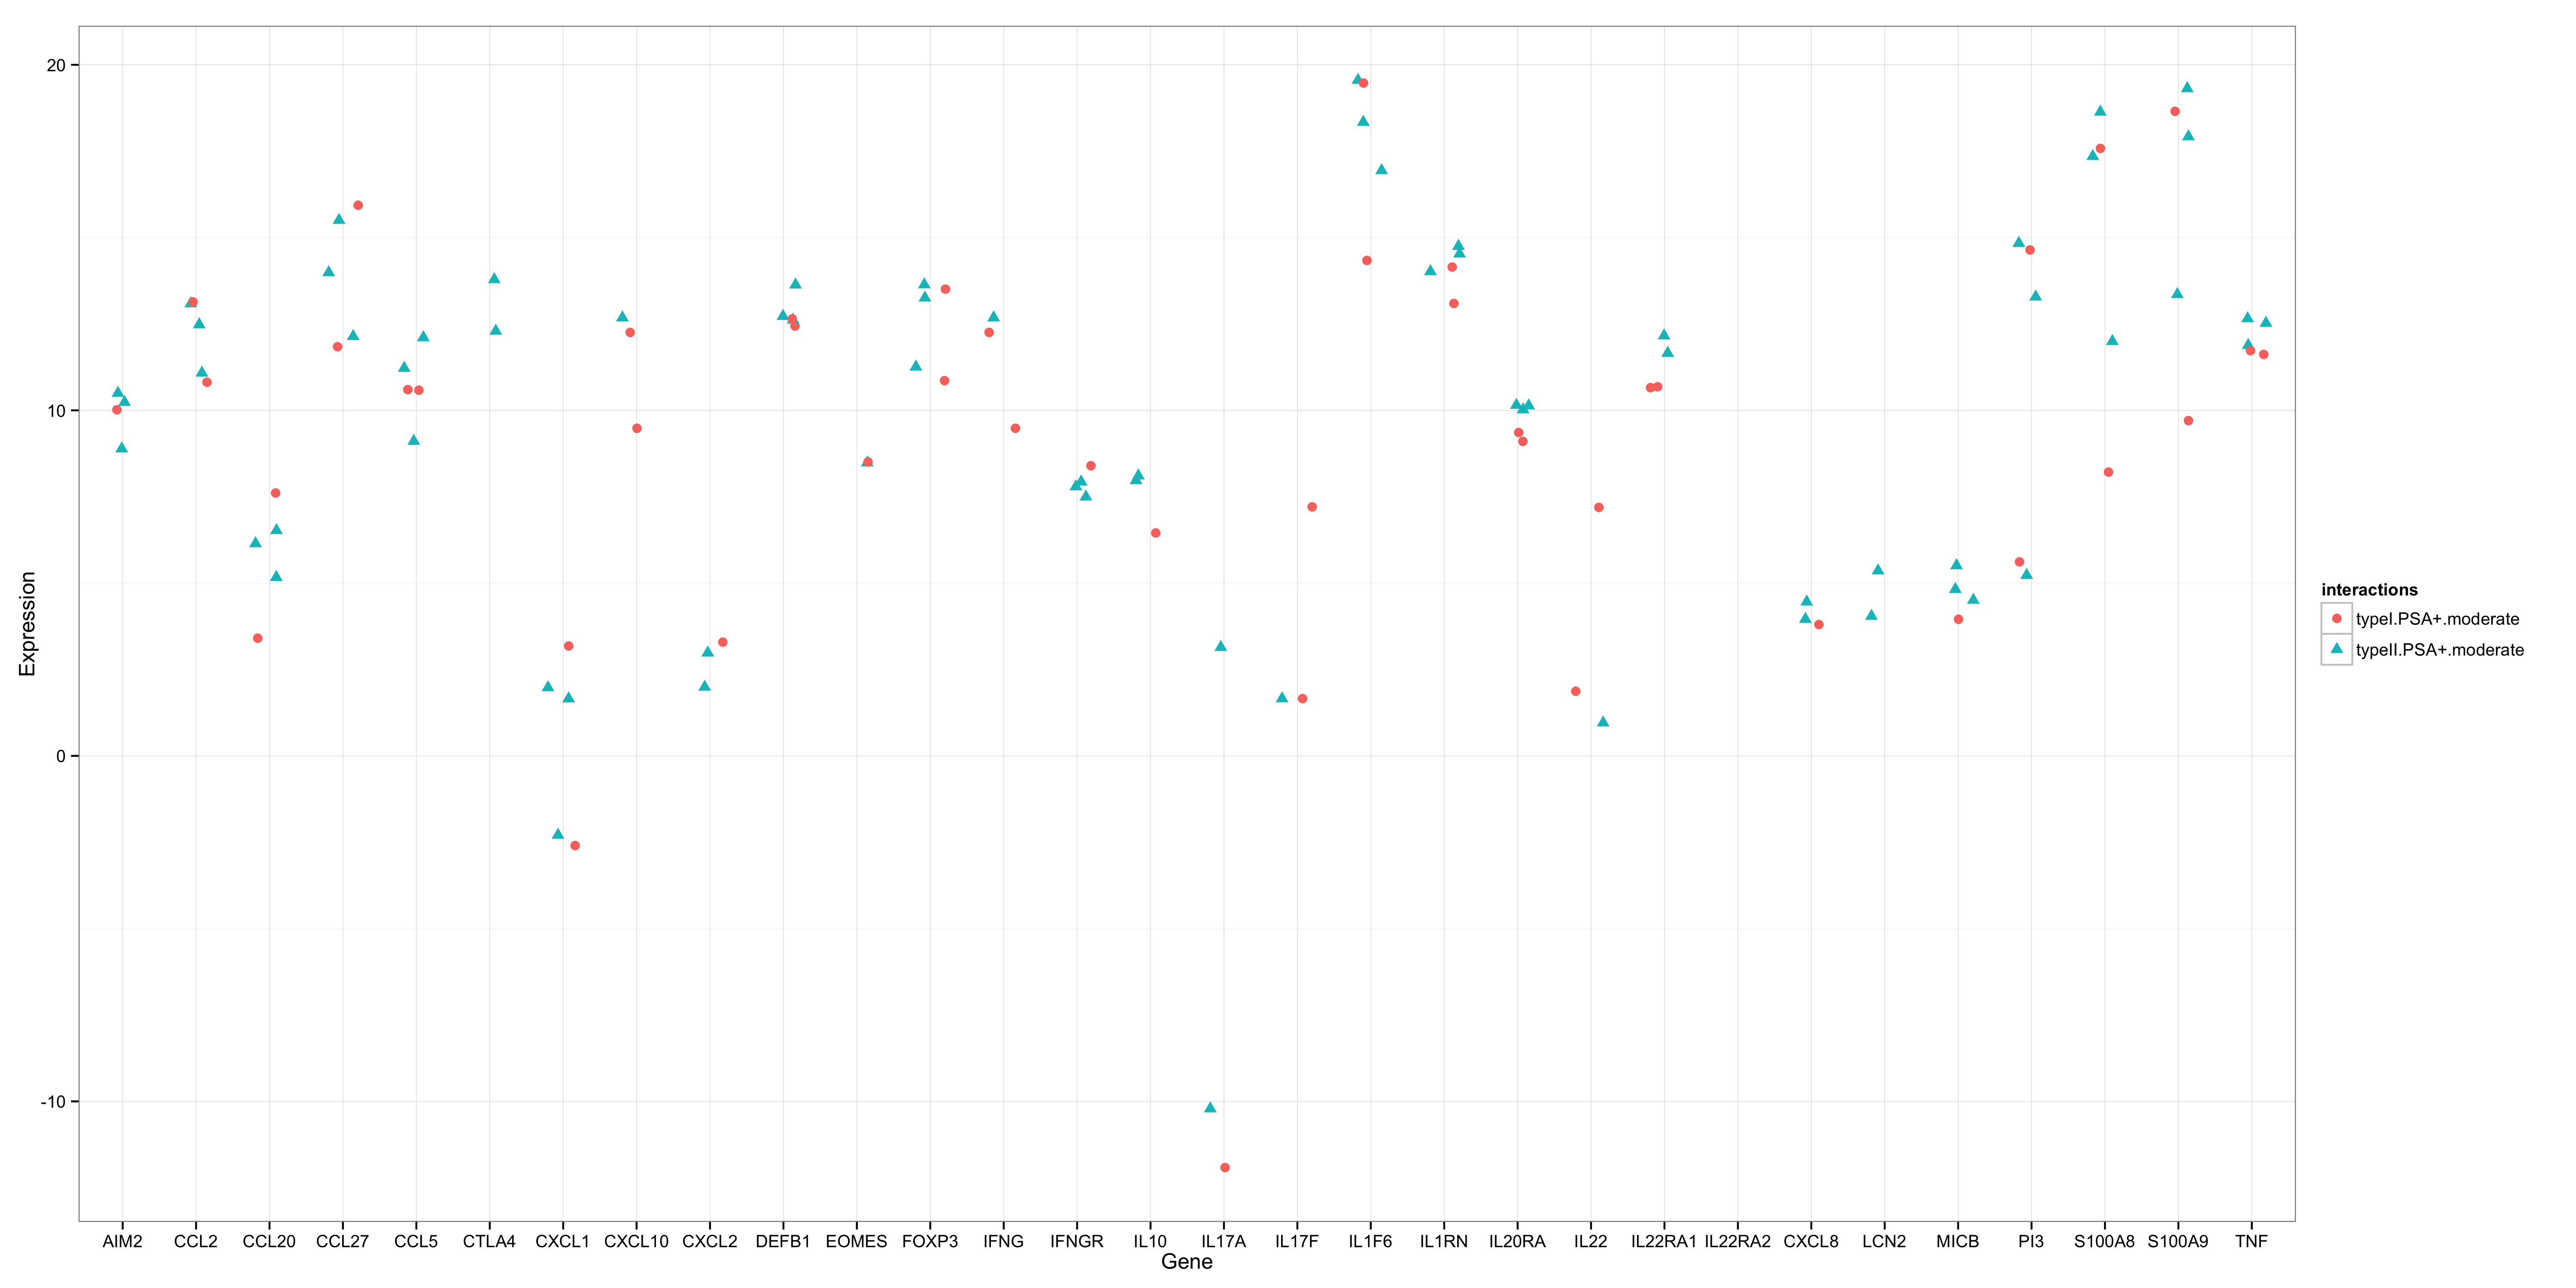 20
10
0
-10
Expression
AIM2 CCL2 CCL20 CCL27 CCL5 CTLA4 CXCL1 CXCL10 CXCL2 DEFB1 EOMES FOXP3 IFNG IFNGR IL10 IL17A IL17F IL1F6 IL1RN IL20RA IL22 IL22RA1 IL22RA2 CXCL8 LCN2 MICB PI3 S100A8 S100A9 TNF
Gene
interactions
typeI.PSA+.moderate
typeII.PSA+.moderate